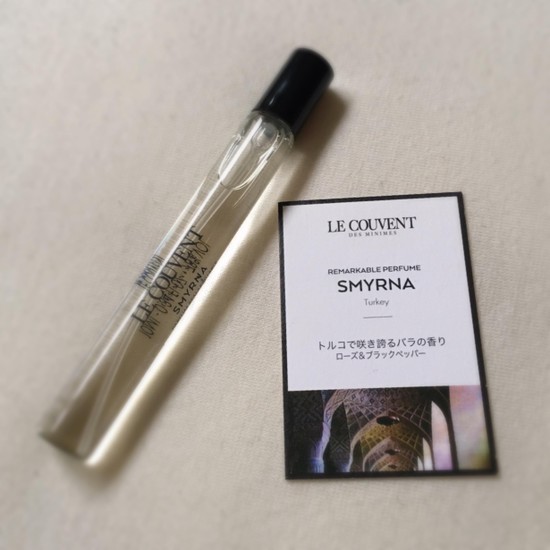 LE COUVENT
SMYRNA
LE COUVENT
DES MINIMES
REMARKABLE PERFUME
SMYRNA
Turkey
トルコで咲き誇るバラの香り
ローズ&ブラックペッパー